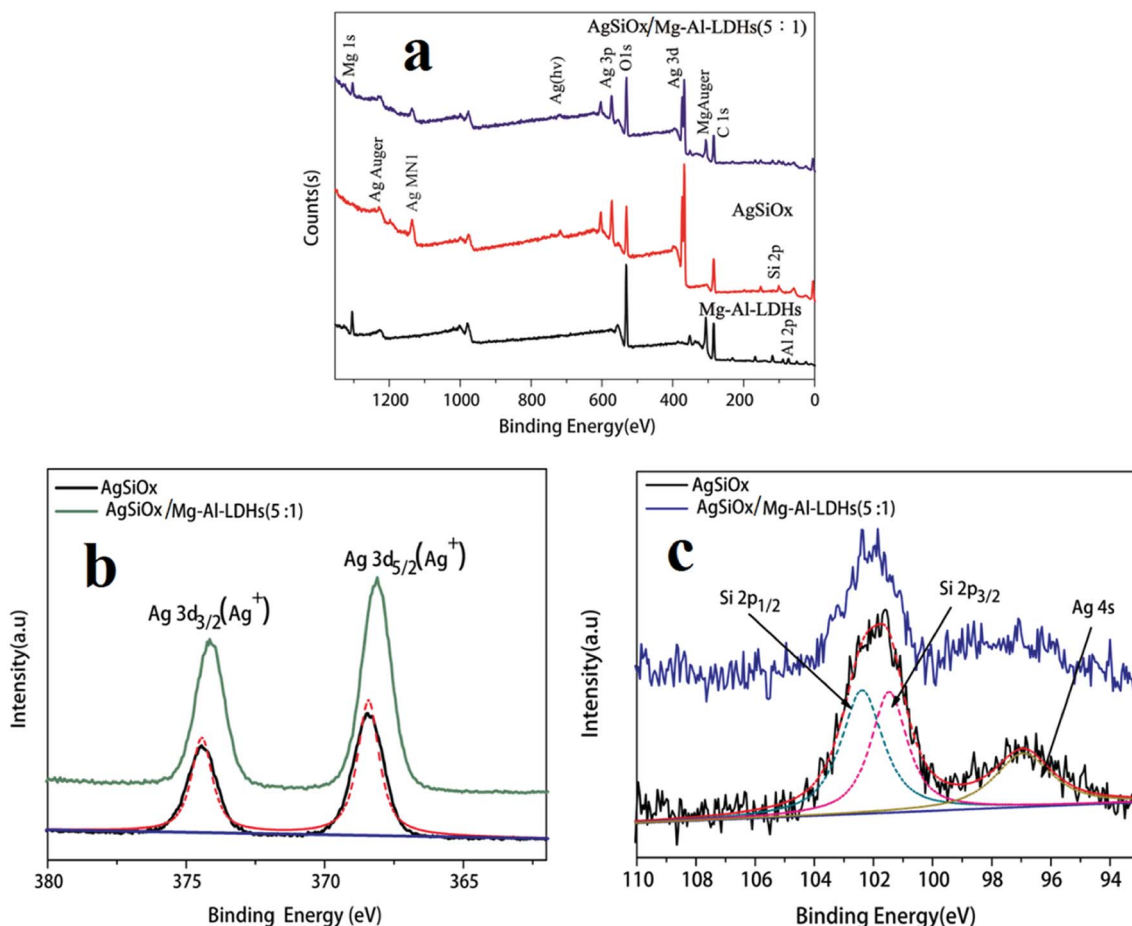 a
AgSiOx/Mg-Al-LDHs(5 : 1)
Mg 1s
Ag(hv)
Ag 3p
O1s
Ag 3d
MgAuger
C 1s
Ag Auger
Ag MN1
AgSiOx
Si 2p
Mg-Al-LDHs
Al 2p
Counts(s)
1200 1000 800 600 400 200 0
Binding Energy(eV)
AgSiOx
AgSiOx/Mg-Al-LDHs(5:1)
b
Ag 3d3/2(Ag+)
Ag 3d5/2(Ag+)
Intensity(a.u)
380 375 370 365
Binding Energy (eV)
AgSiOx
AgSiOx/Mg-Al-LDHs(5:1)
c
Si 2p1/2
Si 2p3/2
Ag 4s
Intensity(a.u)
110 108 106 104 102 100 98 96 94
Binding Energy(eV)